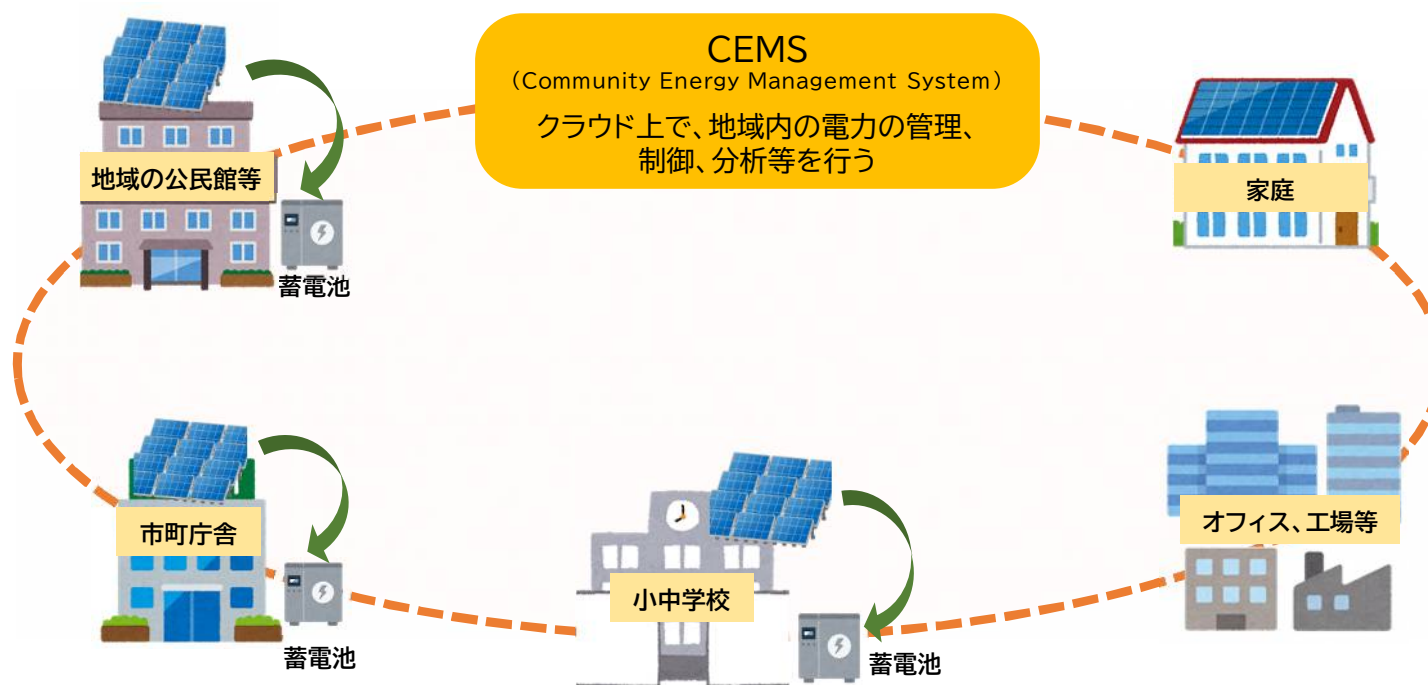 CEMS
（Community Energy Management System）
クラウド上で、地域内の電力の管理、
制御、分析等を行う
地域の公民館等
家庭
蓄電池
市町庁舎
オフィス、工場等
小中学校
蓄電池
蓄電池